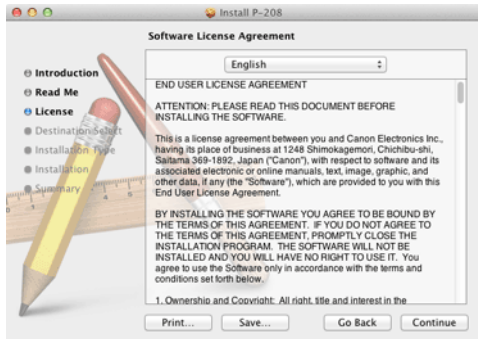 Install P-208
Software License Agreement
English
Introduction
Read Me
License
Destination Select
Installation Type
Installation
Summary
END USER LICENSE AGREEMENT
ATTENTION: PLEASE READ THIS DOCUMENT BEFORE
INSTALLING THE SOFTWARE.
This is a license agreement between you and Canon Electronics Inc.,
having its place of business at 1248 Shimokagemori, Chichibu-shi,
Saitama 369-1892, Japan ("Canon"), with respect to software and its
associated electronic or online manuals, text, image, graphic, and
other data, if any (the "Software"), which are provided to you with this
End User License Agreement.
BY INSTALLING THE SOFTWARE YOU AGREE TO BE BOUND BY
THE TERMS OF THIS AGREEMENT. IF YOU DO NOT AGREE TO
THE TERMS OF THIS AGREEMENT, PROMPTLY CLOSE THE
INSTALLATION PROGRAM. THE SOFTWARE WILL NOT BE
INSTALLED AND YOU WILL HAVE NO RIGHT TO USE IT. You
agree to use the Software only in accordance with the terms and
conditions set forth below.
1. Ownership and Copyright: All right, title and interest in the
Print...
Save...
Go Back
Continue